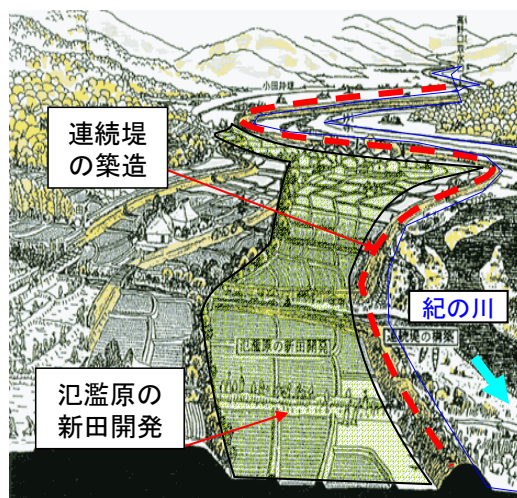 小田井堰
連続堤
の築造
紀の川
連続堤の構築
氾濫原の新田開発
氾濫原の
新田開発